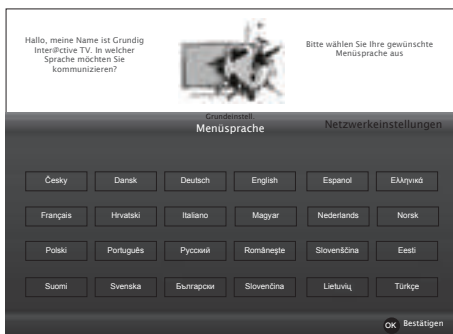 Hallo, meine Name ist Grundig
Inter@ctive TV. In welcher
Sprache möchten Sie
kommunizieren?
Bitte wählen Sie Ihre gewünschte
Menüsprache aus
Grundeinstell.
Menüsprache
Netzwerkeinstellungen
Česky Dansk Deutsch English Espanol Ελληνικά
Français Hrvatski Italiano Magyar Nederlands Norsk
Polski Português Русский Româneşte Slovenščina Eesti
Suomi Svenska Български Slovenčina Lietuvių Türkçe
OK Bestätigen